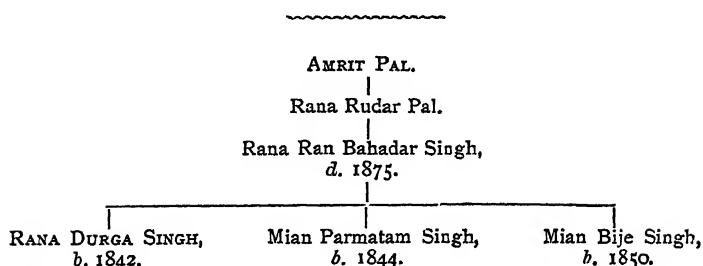 AMRIT PAL.
Rana Rudar Pal.
Rana Ran Bahadar Singh,
d. 1875.
RANA DURGA SINGH, Mian Parmatam Singh, Mian Bije Singh,
b. 1842. b. 1844. b. 1850.